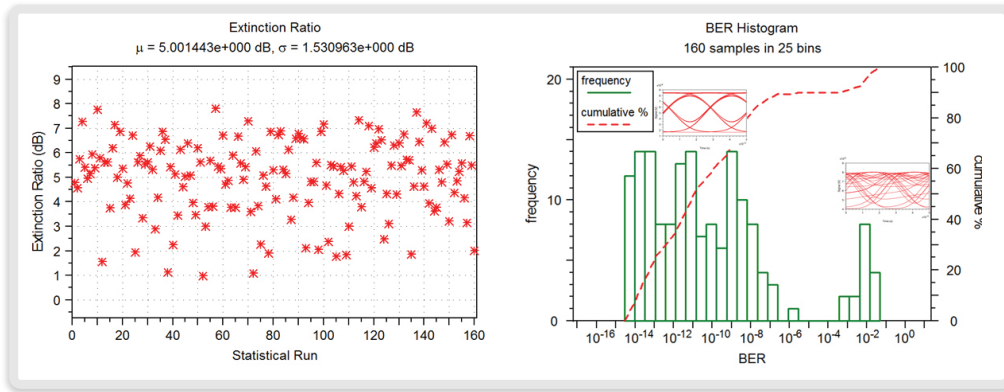 Extinction Ratio
μ = 5.001443e+000 dB, σ = 1.530963e+000 dB
Extinction Ratio (dB)
9
8
7
6
5
4
3
2
1
0
0 20 40 60 80 100 120 140 160
Statistical Run
BER Histogram
160 samples in 25 bins
frequency
cumulative %
frequency
20
10
0
100
80
60
40
20
0
cumulative %
10-16 10-14 10-12 10-10 10-8 10-6 10-4 10-2 100
BER